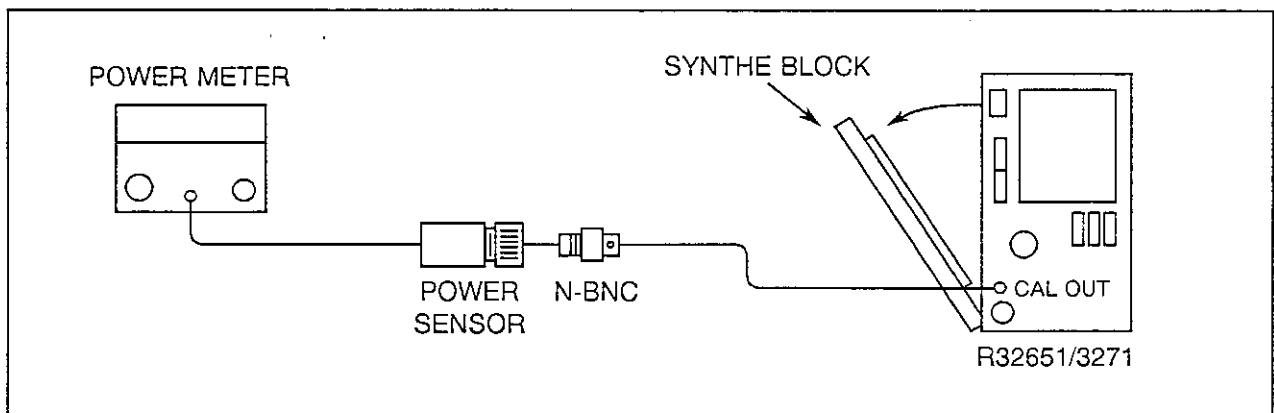 POWER METER
SYNTHE BLOCK
POWER
SENSOR
N-BNC
CAL OUT
R32651/3271